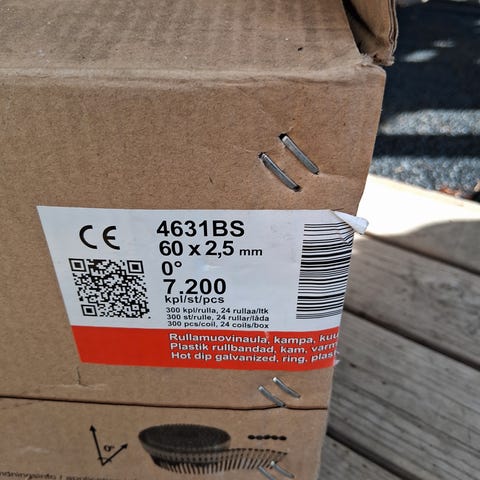 CE
4631BS
60 x 2,5 mm
0°
7.200
kpl/st/pcs
300 kpl/rulla, 24 rullaa/ltk
300 st/rulle, 24 rullar/låda
300 pcs/coil, 24 coils/box
Rullamuovinaula, kampa,
Plastik rullbandad, kam,
Hot dip galvanized, ring,
0°